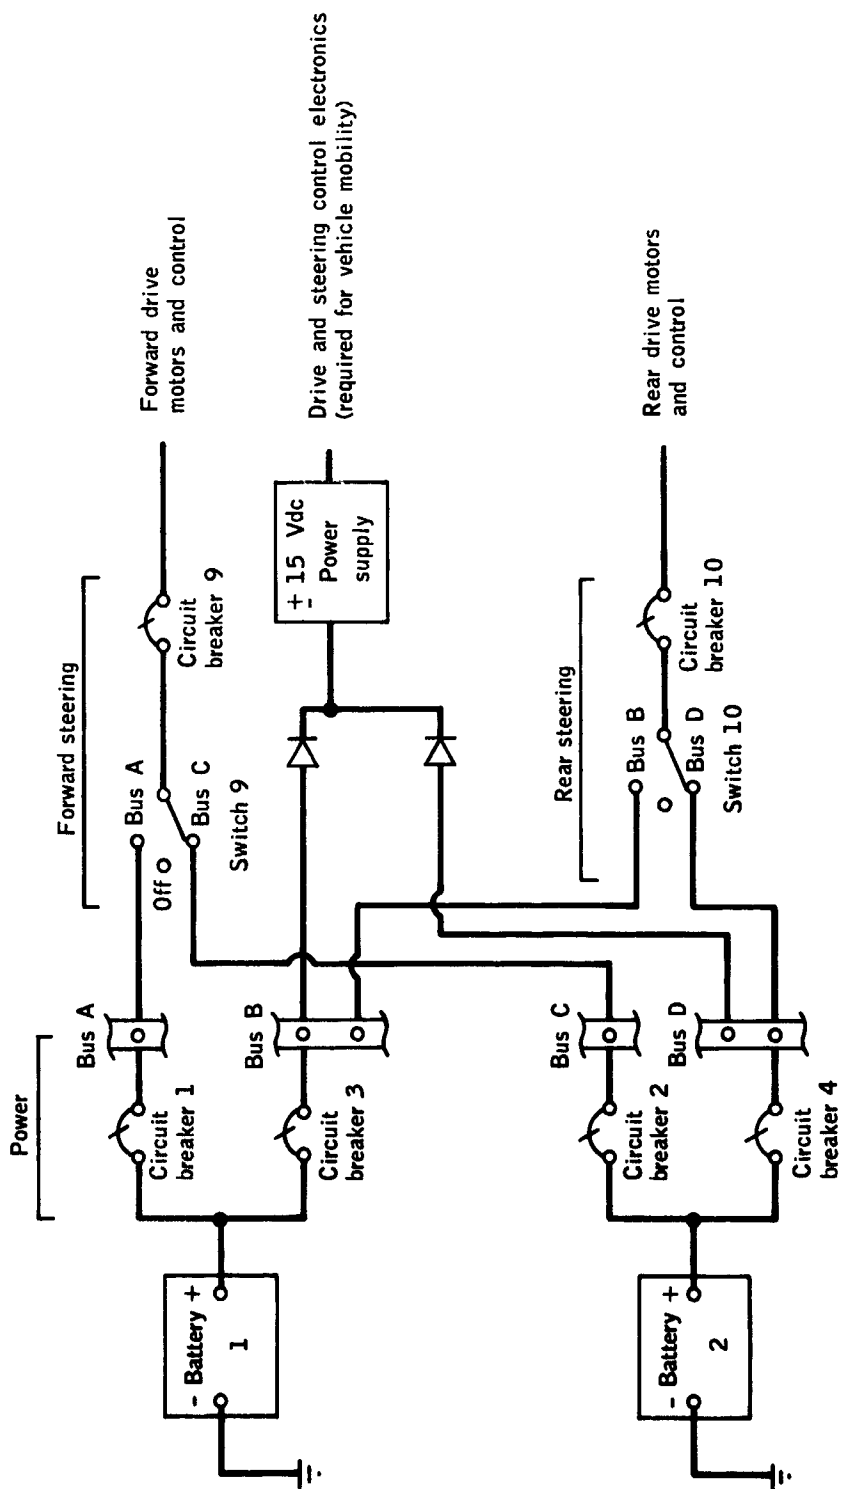 Power
Forward steering
Bus A
Circuit
breaker 1
Bus A
Off
Bus C
Switch 9
Circuit
breaker 9
Forward drive
motors and control
- Battery +
1
Bus B
Circuit
breaker 3
± 15 Vdc
Power
supply
Drive and steering control electronics
(required for vehicle mobility)
Bus C
Circuit
breaker 2
Rear steering
Bus B
Bus D
Switch 10
Circuit
breaker 10
Rear drive motors
and control
- Battery +
2
Bus D
Circuit
breaker 4